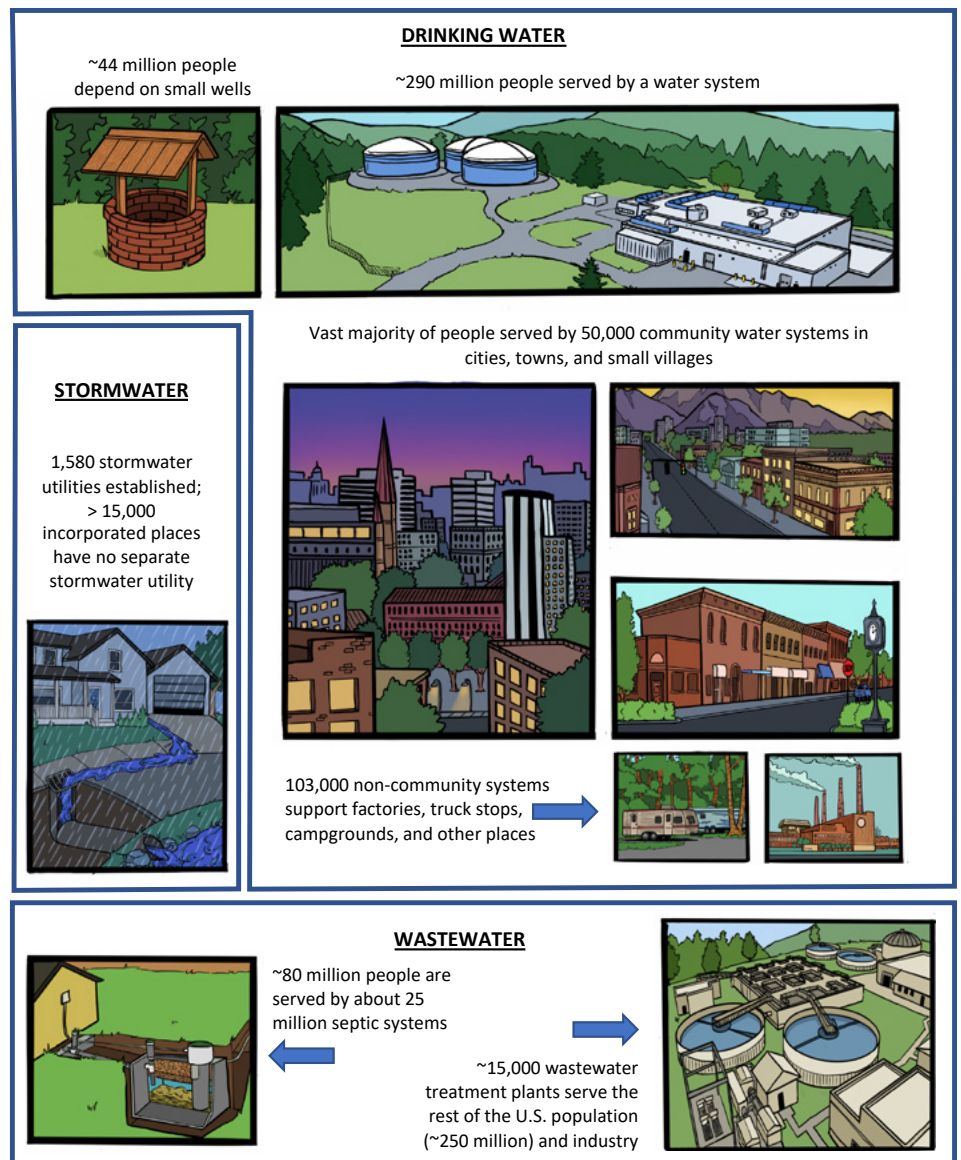 DRINKING WATER
~44 million people
depend on small wells
~290 million people served by a water system
Vast majority of people served by 50,000 community water systems in
cities, towns, and small villages
STORMWATER
1,580 stormwater
utilities established;
> 15,000
incorporated places
have no separate
stormwater utility
103,000 non-community systems
support factories, truck stops,
campgrounds, and other places
WASTEWATER
~80 million people are
served by about 25
million septic systems
~15,000 wastewater
treatment plants serve the
rest of the U.S. population
(~250 million) and industry